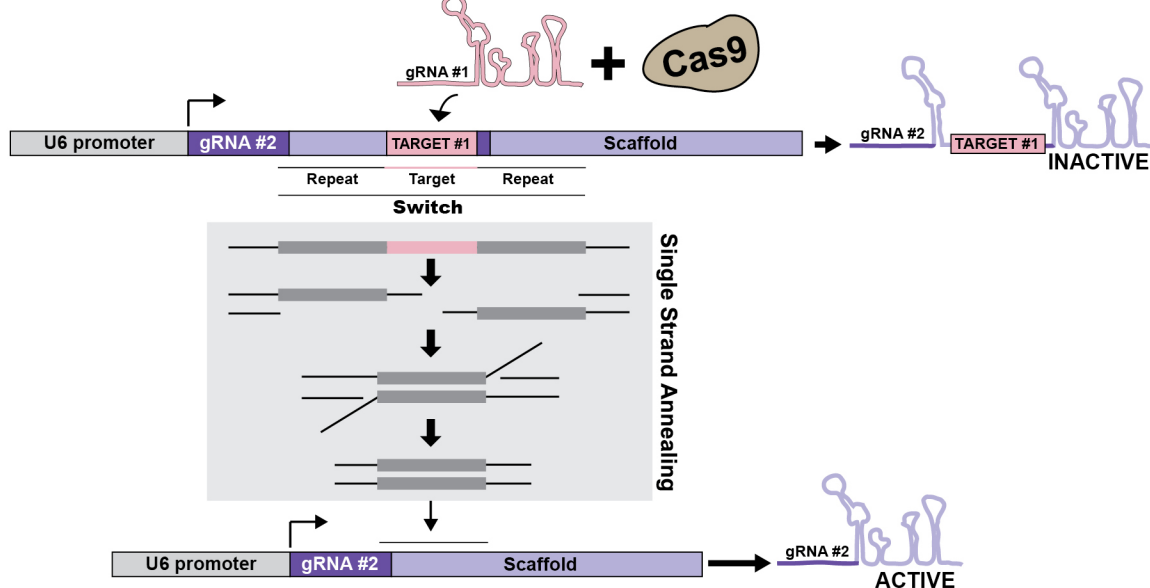 gRNA #1
+
Cas9
U6 promoter
gRNA #2
TARGET #1
Scaffold
gRNA #2
TARGET #1
INACTIVE
Repeat
Target
Repeat
Switch
Single Strand Annealing
U6 promoter
gRNA #2
Scaffold
gRNA #2
ACTIVE